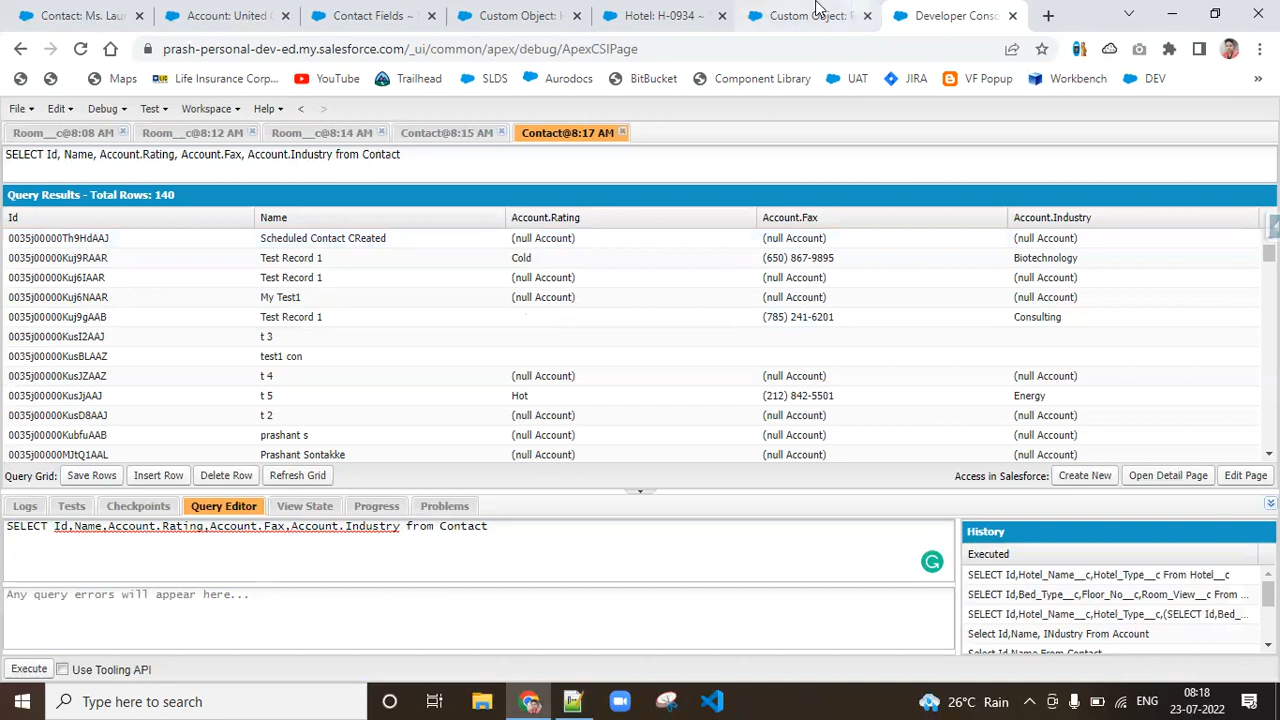 Contact: Ms. Lau
Account: United
Contact Fields ~
Custom Object: H
Hotel: H-0934 ~
Custom Object:
Developer Conso
prash-personal-dev-ed.my.salesforce.com/_ui/common/apex/debug/ApexCSIPage
Maps
Life Insurance Corp...
YouTube
Trailhead
SLDS
Aurodocs
BitBucket
Component Library
UAT
JIRA
VF Popup
Workbench
DEV
»
File Edit Debug Test Workspace Help < >
Room__c@8:08 AM
Room__c@8:12 AM
Room__c@8:14 AM
Contact@8:15 AM
Contact@8:17 AM
SELECT Id, Name, Account.Rating, Account.Fax, Account.Industry from Contact
Query Results - Total Rows: 140
Id Name Account.Rating Account.Fax Account.Industry
0035j00000Th9HdAAJ Scheduled Contact CReated (null Account) (null Account) (null Account)
0035j00000Kuj9RAAR Test Record 1 Cold (650) 867-9895 Biotechnology
0035j00000Kuj6IAAR Test Record 1 (null Account) (null Account) (null Account)
0035j00000Kuj6NAAR My Test1 (null Account) (null Account) (null Account)
0035j00000Kuj9gAAB Test Record 1 (785) 241-6201 Consulting
0035j00000KusI2AAJ t 3
0035j00000KusBLAAZ test1 con
0035j00000KusJZAAZ t 4 (null Account) (null Account) (null Account)
0035j00000KusJjAAJ t 5 Hot (212) 842-5501 Energy
0035j00000KusD8AAJ t 2 (null Account) (null Account) (null Account)
0035j00000KubfuAAB prashant s (null Account) (null Account) (null Account)
0035j00000MJtQ1AAL Prashant Sontakke (null Account) (null Account) (null Account)
Query Grid: Save Rows Insert Row Delete Row Refresh Grid Access in Salesforce: Create New Open Detail Page Edit Page
Logs Tests Checkpoints Query Editor View State Progress Problems
SELECT Id,Name,Account.Rating,Account.Fax,Account.Industry from Contact
Any query errors will appear here...
History
Executed
SELECT Id,Hotel_Name__c,Hotel_Type__c From Hotel__c
SELECT Id,Bed_Type__c,Floor_No__c,Room_View__c From ...
SELECT Id,Hotel_Name__c,Hotel_Type__c,(SELECT Id,Bed_...
Select Id,Name, INdustry From Account
Select Id,Name From Contact
Execute Use Tooling API
Type here to search
26°C Rain
ENG
08:18
23-07-2022